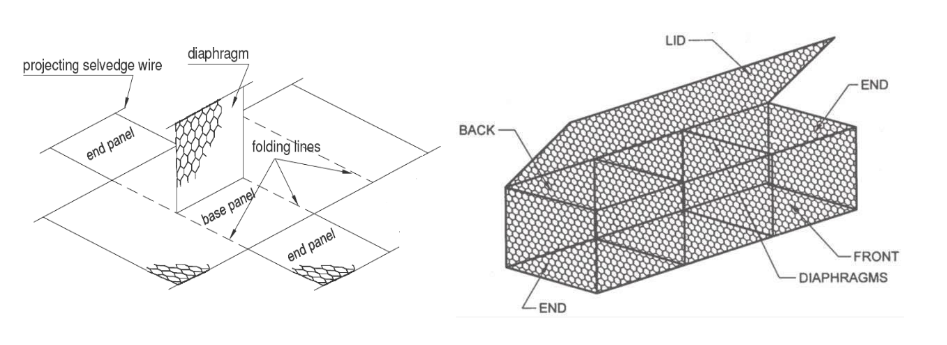 diaphragm
projecting selvedge wire
end panel
folding lines
base panel
end panel
LID
END
BACK
FRONT
DIAPHRAGMS
END